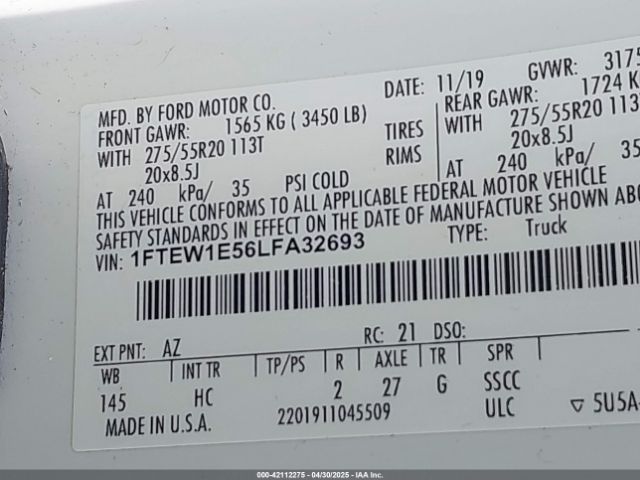 MFD. BY FORD MOTOR CO. DATE: 11/19 GVWR: 3175
FRONT GAWR: 1565 KG ( 3450 LB) REAR GAWR: 1724 K
WITH 275/55R20 113T TIRES WITH 275/55R20 113
20x8.5J RIMS 20x8.5J
AT 240 kPa/ 35 PSI COLD AT 240 kPa/ 35
THIS VEHICLE CONFORMS TO ALL APPLICABLE FEDERAL MOTOR VEHICLE
SAFETY STANDARDS IN EFFECT ON THE DATE OF MANUFACTURE SHOWN ABO
VIN: 1FTEW1E56LFA32693 TYPE: Truck
EXT PNT: AZ RC: 21 DSO:
WB INT TR TP/PS R AXLE TR SPR
145 HC 2 27 G SSCC
MADE IN U.S.A. 2201911045509 ULC ▽ 5U5A-
000-42112275 - 04/30/2025 - IAA Inc.